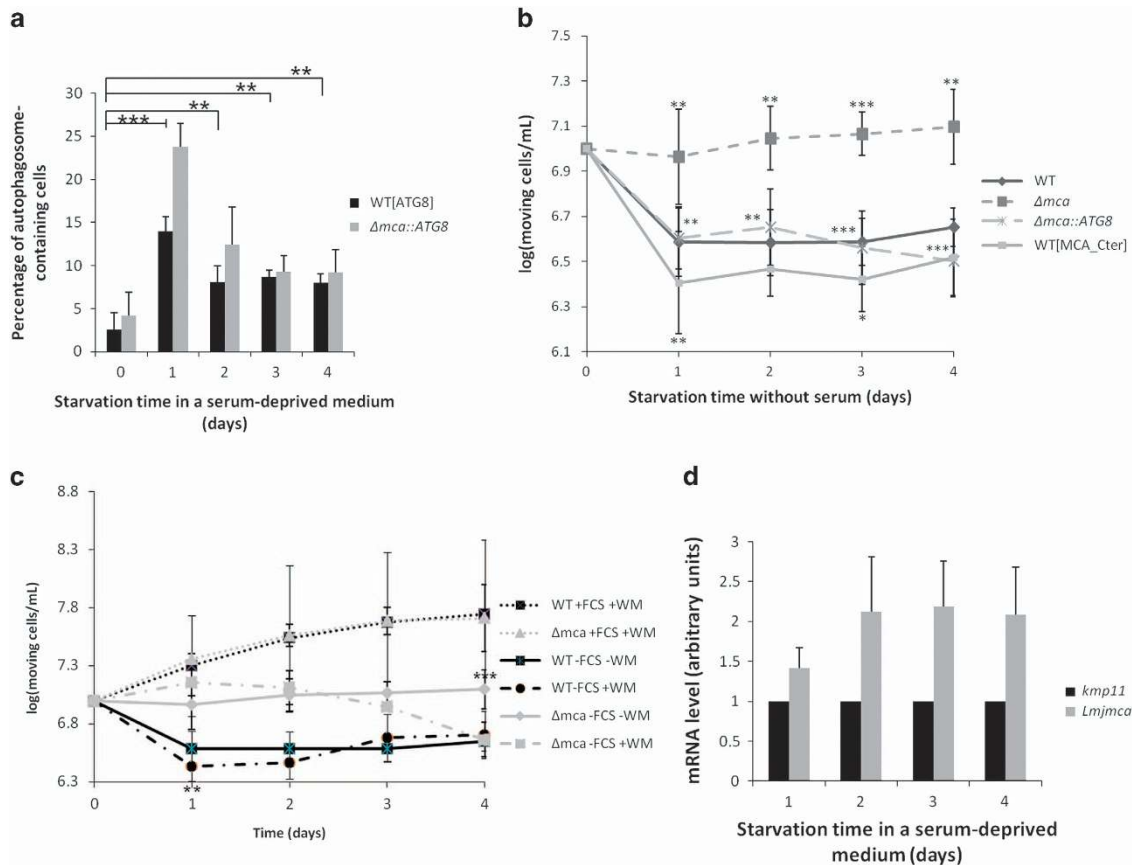 a
**
**
**
***
30
25
20
15
10
5
0
Percentage of autophagosome-
containing cells
0 1 2 3 4
Starvation time in a serum-deprived medium
(days)
WT[ATG8]
Δmca::ATG8
b
7.5
7.3
7.1
6.9
6.7
6.5
6.3
6.1
log(moving cells/mL)
** ** *** **
** ** *** ***
** *
0 1 2 3 4
Starvation time without serum (days)
WT
Δmca
Δmca::ATG8
WT[MCA_Cter]
c
8.8
8.3
7.8
7.3
6.8
6.3
log(moving cells/mL)
***
**
0 1 2 3 4
Time (days)
WT +FCS +WM
Δmca +FCS +WM
WT -FCS -WM
WT -FCS +WM
Δmca -FCS -WM
Δmca -FCS +WM
d
3
2.5
2
1.5
1
0.5
0
mRNA level (arbitrary units)
1 2 3 4
Starvation time in a serum-deprived
medium (days)
kmp11
Lmjmca